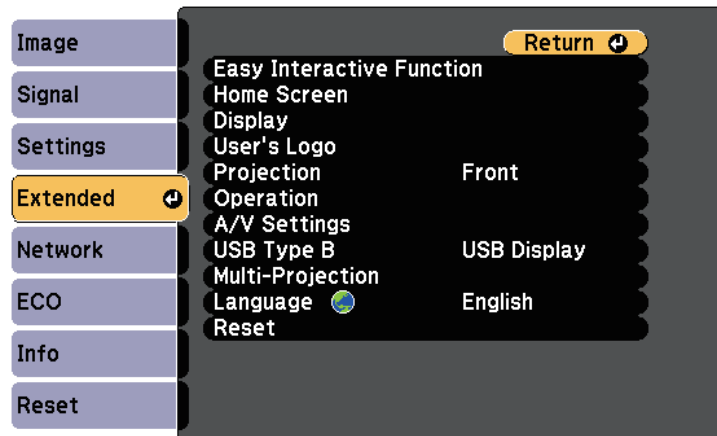 Image
Signal
Settings
Extended
Network
ECO
Info
Reset
Return
Easy Interactive Function
Home Screen
Display
User's Logo
Projection Front
Operation
A/V Settings
USB Type B USB Display
Multi-Projection
Language English
Reset